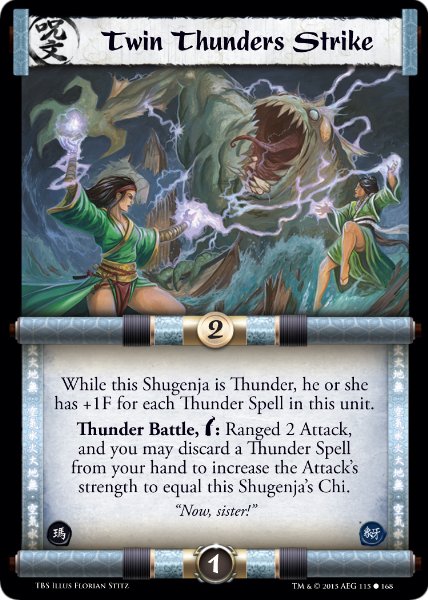 呪文
Twin Thunders Strike
2
While this Shugenja is Thunder, he or she
has +1F for each Thunder Spell in this unit.
Thunder Battle, : Ranged 2 Attack,
and you may discard a Thunder Spell
from your hand to increase the Attack's
strength to equal this Shugenja's Chi.
"Now, sister!"
瑪
1
TBS Illus Florian Stitz
TM & © 2015 AEG 115 ● 168